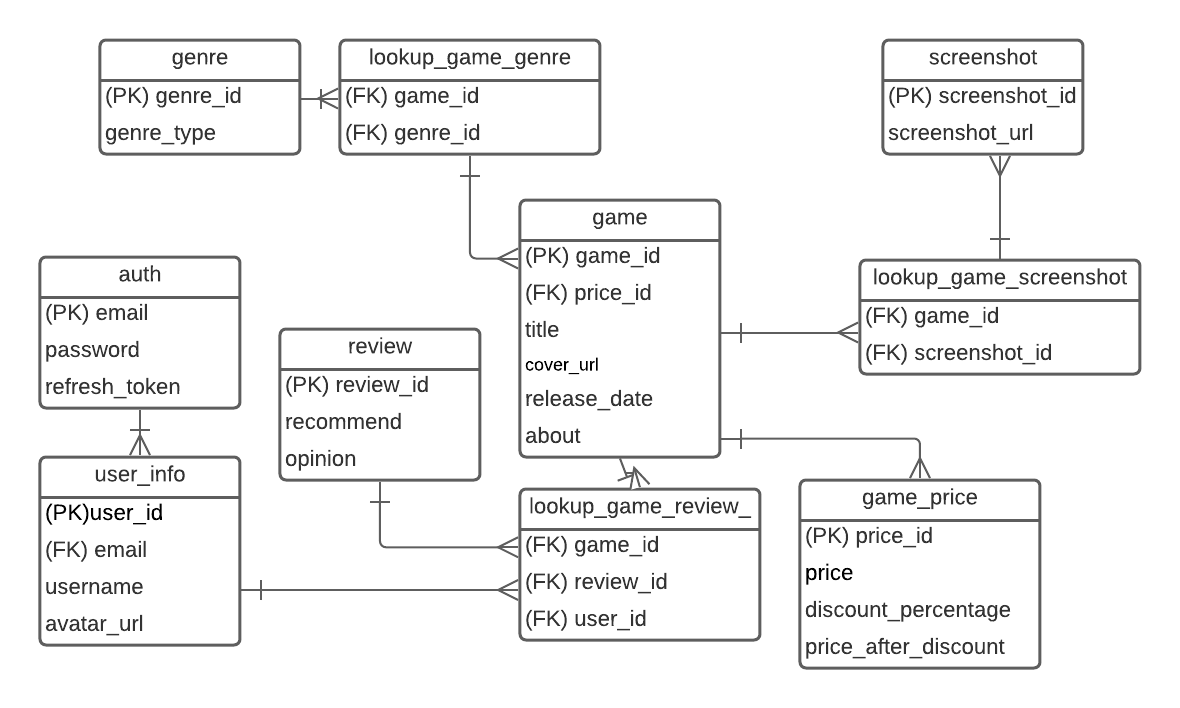 genre
(PK) genre_id
genre_type
lookup_game_genre
(FK) game_id
(FK) genre_id
screenshot
(PK) screenshot_id
screenshot_url
game
(PK) game_id
(FK) price_id
title
cover_url
release_date
about
auth
(PK) email
password
refresh_token
lookup_game_screenshot
(FK) game_id
(FK) screenshot_id
review
(PK) review_id
recommend
opinion
user_info
(PK)user_id
(FK) email
username
avatar_url
lookup_game_review_
(FK) game_id
(FK) review_id
(FK) user_id
game_price
(PK) price_id
price
discount_percentage
price_after_discount